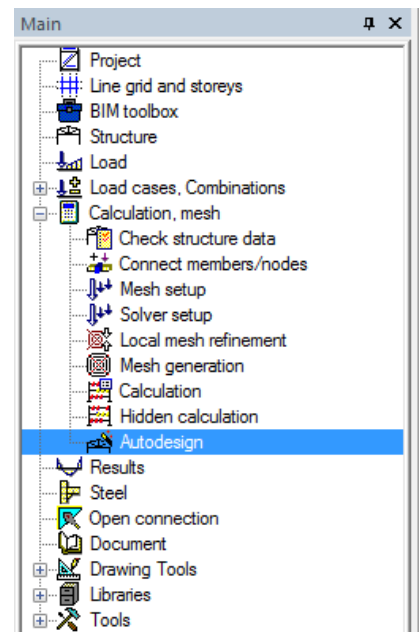 Main
Project
Line grid and storeys
BIM toolbox
Structure
Load
Load cases, Combinations
Calculation, mesh
Check structure data
Connect members/nodes
Mesh setup
Solver setup
Local mesh refinement
Mesh generation
Calculation
Hidden calculation
Autodesign
Results
Steel
Open connection
Document
Drawing Tools
Libraries
Tools